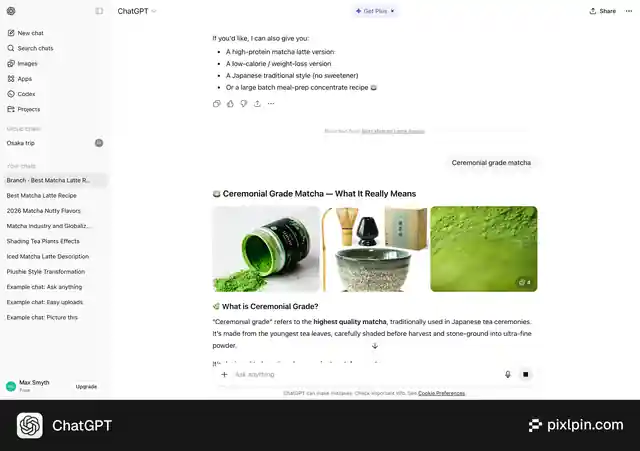 ChatGPT
Get Plus
Share
New chat
Search chats
Images
Apps
Codex
Projects
Osaka trip
Branch · Best Matcha Latte R...
Best Matcha Latte Recipe
2026 Matcha Nutty Flavors
Matcha Industry and Globaliz...
Shading Tea Plants Effects
Iced Matcha Latte Description
Plushie Style Transformation
Example chat: Ask anything
Example chat: Easy uploads
Example chat: Picture this
Max Smyth
Free
Upgrade
If you'd like, I can also give you:
• A high-protein matcha latte version
• A low-calorie / weight-loss version
• A Japanese traditional style (no sweetener)
• Or a large batch meal-prep concentrate recipe 🍵
Ceremonial grade matcha
🍵 Ceremonial Grade Matcha — What It Really Means
4
🌿 What is Ceremonial Grade?
"Ceremonial grade" refers to the highest quality matcha, traditionally used in Japanese tea ceremonies.
It's made from the youngest tea leaves, carefully shaded before harvest and stone-ground into ultra-fine
powder.
Ask anything
ChatGPT can make mistakes. Check important info. See Cookie Preferences.
ChatGPT
pixlpin.com